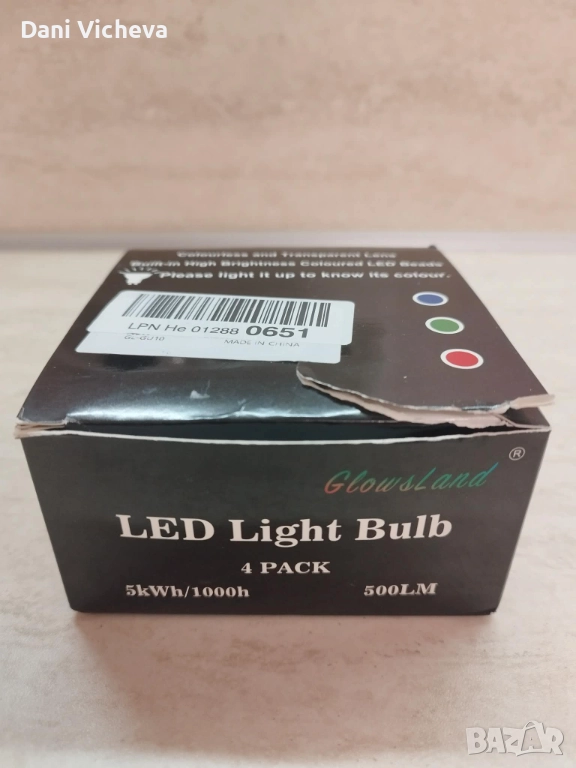 Dani Vicheva
Colourless and Transparent Lens
Built-in High Brightness Coloured LED Beads
Please light it up to know its colour.
LPN He 01288 0651
MADE IN CHINA
GlowsLand ®
LED Light Bulb
4 PACK
5kWh/1000h 500LM
BAZAR